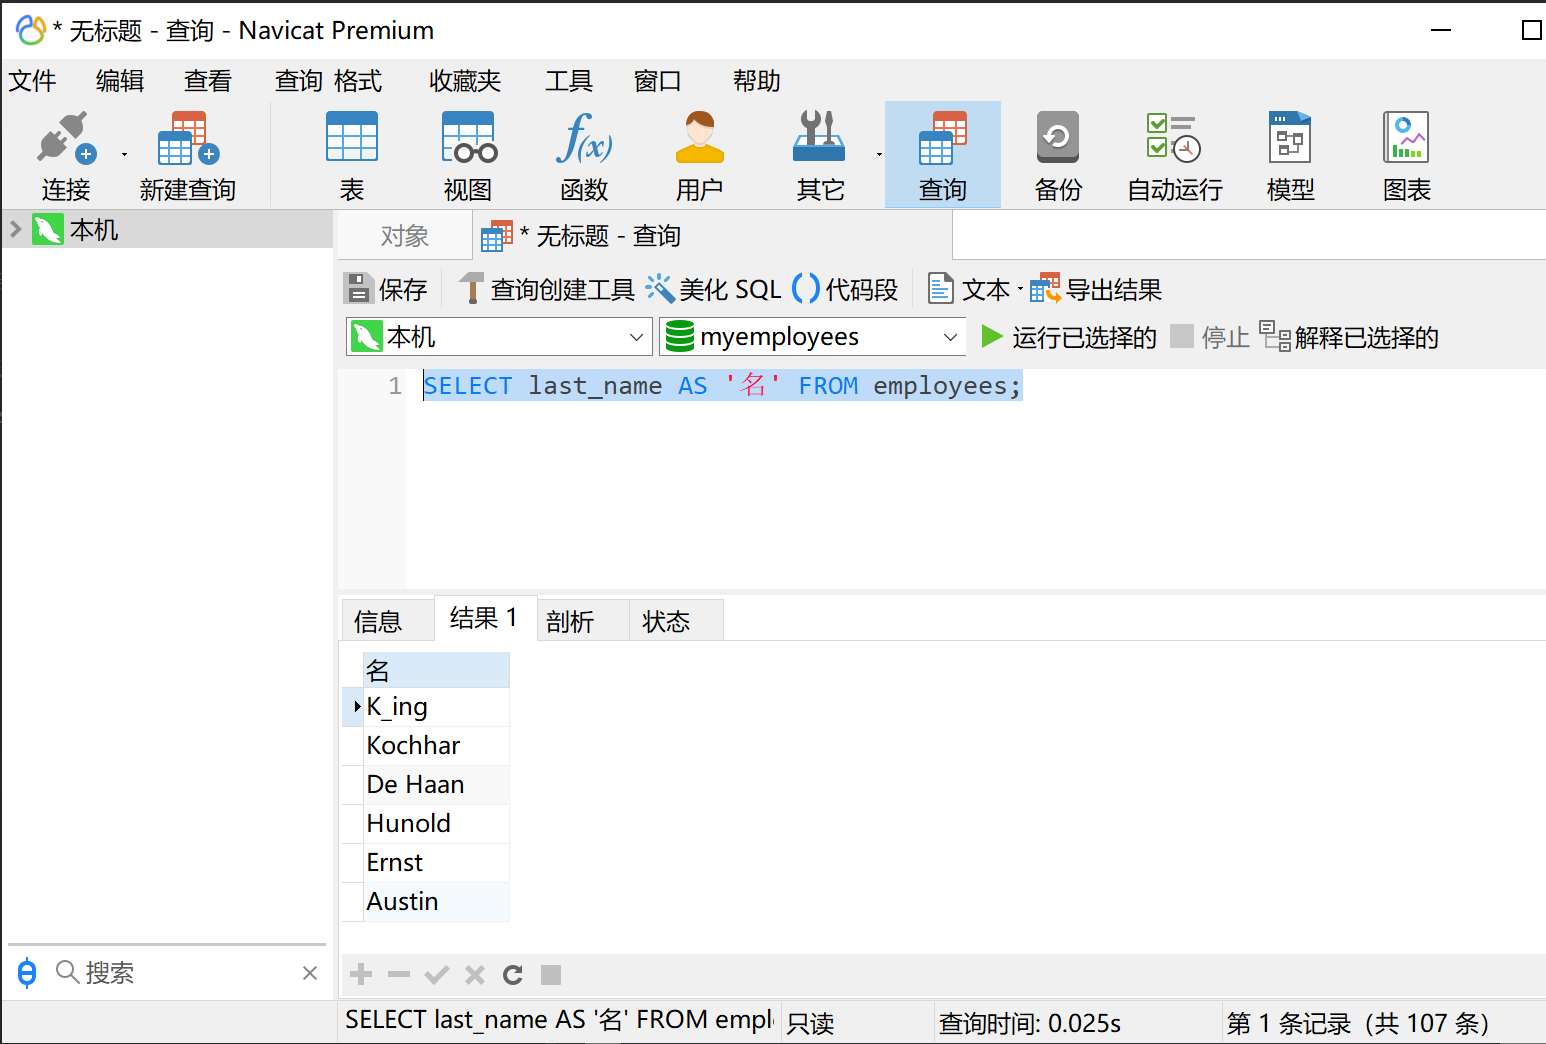 * 无标题 - 查询 - Navicat Premium
文件 编辑 查看 查询 格式 收藏夹 工具 窗口 帮助
连接 新建查询 表 视图 函数 用户 其它 查询 备份 自动运行 模型 图表
本机
对象 * 无标题 - 查询
保存 查询创建工具 美化 SQL 代码段 文本 导出结果
本机 myemployees 运行已选择的 停止 解释已选择的
1 SELECT last_name AS '名' FROM employees;
信息 结果 1 剖析 状态
名
K_ing
Kochhar
De Haan
Hunold
Ernst
Austin
搜索
SELECT last_name AS '名' FROM empl 只读 查询时间: 0.025s 第 1 条记录 (共 107 条)